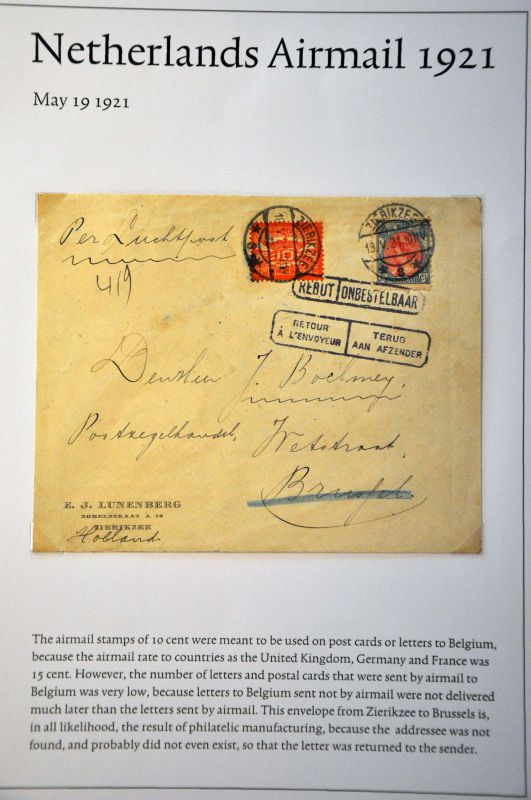 Netherlands Airmail 1921
May 19 1921
Per Luchtpost
419
10
ZIERIKZEE
ZIERIKZEE
REBUT ONBESTELBAAR
RETOUR À L'ENVOYEUR TERUG AAN AFZENDER
J. Boelmey,
Postzegelhandel, Wetstraat,
Brussel.
E. J. LUNENBERG
NOBELSTRAAT A 16
ZIERIKZEE
Holland
The airmail stamps of 10 cent were meant to be used on post cards or letters to Belgium,
because the airmail rate to countries as the United Kingdom, Germany and France was
15 cent. However, the number of letters and postal cards that were sent by airmail to
Belgium was very low, because letters to Belgium sent not by airmail were not delivered
much later than the letters sent by airmail. This envelope from Zierikzee to Brussels is,
in all likelihood, the result of philatelic manufacturing, because the addressee was not
found, and probably did not even exist, so that the letter was returned to the sender.